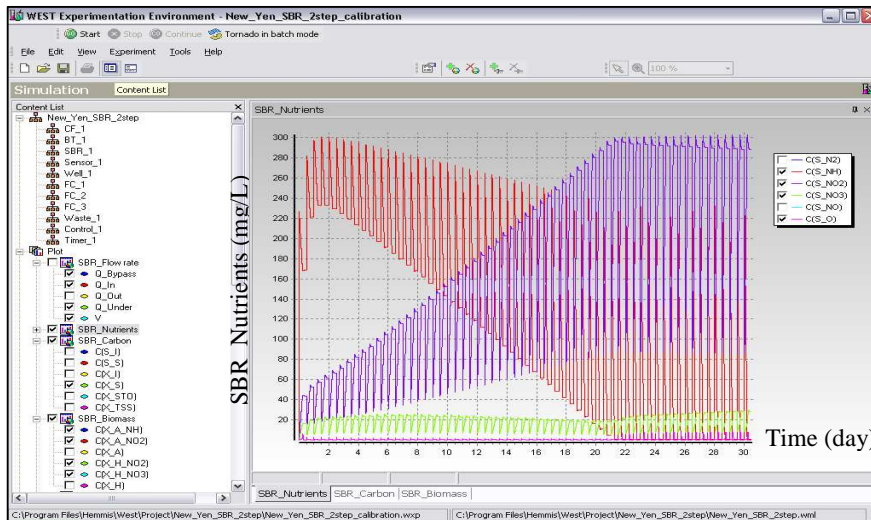 WEST Experimentation Environment - New_Yen_SBR_2step_calibration
Start Stop Continue Tornado in batch mode
File Edit View Experiment Tools Help
100 %
Simulation Content List
Content List
New_Yen_SBR_2step
CF_1
BT_1
SBR_1
Sensor_1
Well_1
FC_1
FC_2
FC_3
Waste_1
Control_1
Timer_1
Plot
SBR_Flow rate
Q_Bypass
Q_In
Q_Out
Q_Under
V
SBR_Nutrients
SBR_Carbon
C(S_I)
C(S_S)
C(X_I)
C(X_S)
C(X_STO)
C(X_TSS)
SBR_Biomass
C(X_A_NH)
C(X_A_NO2)
C(X_A)
C(X_H_NO2)
C(X_H_NO3)
C(X_H)
SBR_Nutrients
SBR Nutrients (mg/L)
300
280
260
240
220
200
180
160
140
120
100
80
60
40
20
2 4 6 8 10 12 14 16 18 20 22 24 26 28 30
Time (day)
C(S_N2)
C(S_NH)
C(S_NO2)
C(S_NO3)
C(S_NO)
C(S_O)
SBR_Nutrients SBR_Carbon SBR_Biomass
C:\Program Files\Hemmis\West\Project\New_Yen_SBR_2step\New_Yen_SBR_2step_calibration.wxp C:\Program Files\Hemmis\West\Project\New_Yen_SBR_2step\New_Yen_SBR_2step.wml